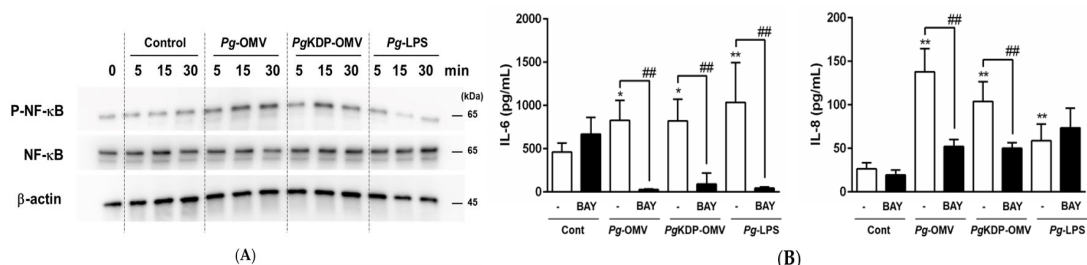 Control Pg-OMV PgKDP-OMV Pg-LPS
0 5 15 30 5 15 30 5 15 30 5 15 30 min
(kDa)
P-NF-κB 65
NF-κB 65
β-actin 45
(A)
IL-6 (pg/mL)
2000
1500
1000
500
0
* ## * ## ** ##
- BAY - BAY - BAY - BAY
Cont Pg-OMV PgKDP-OMV Pg-LPS
IL-8 (pg/mL)
200
150
100
50
0
** ## ** ## **
- BAY - BAY - BAY - BAY
Cont Pg-OMV PgKDP-OMV Pg-LPS
(B)